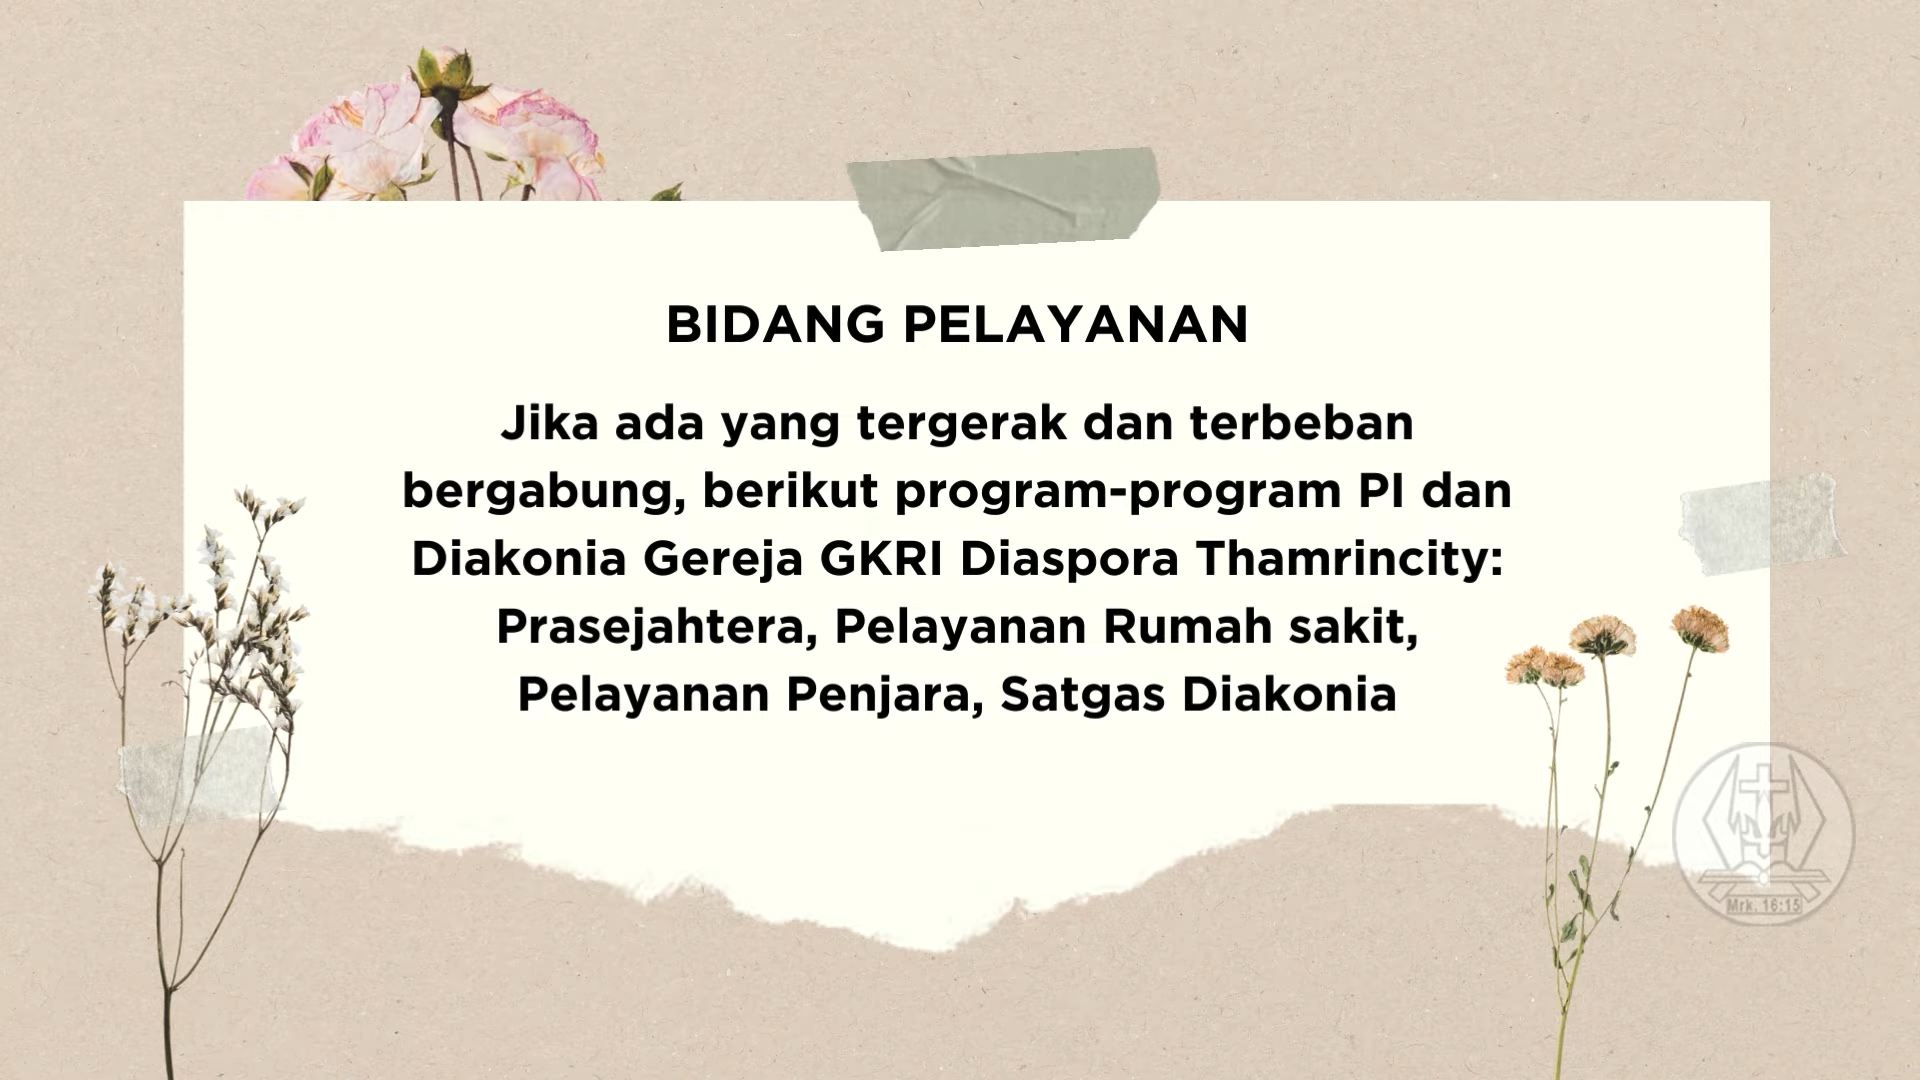 BIDANG PELAYANAN
Jika ada yang tergerak dan terbeban
bergabung, berikut program-program PI dan
Diakonia Gereja GKRI Diaspora Thamrincity:
Prasejahtera, Pelayanan Rumah sakit,
Pelayanan Penjara, Satgas Diakonia
Mrk. 16:15